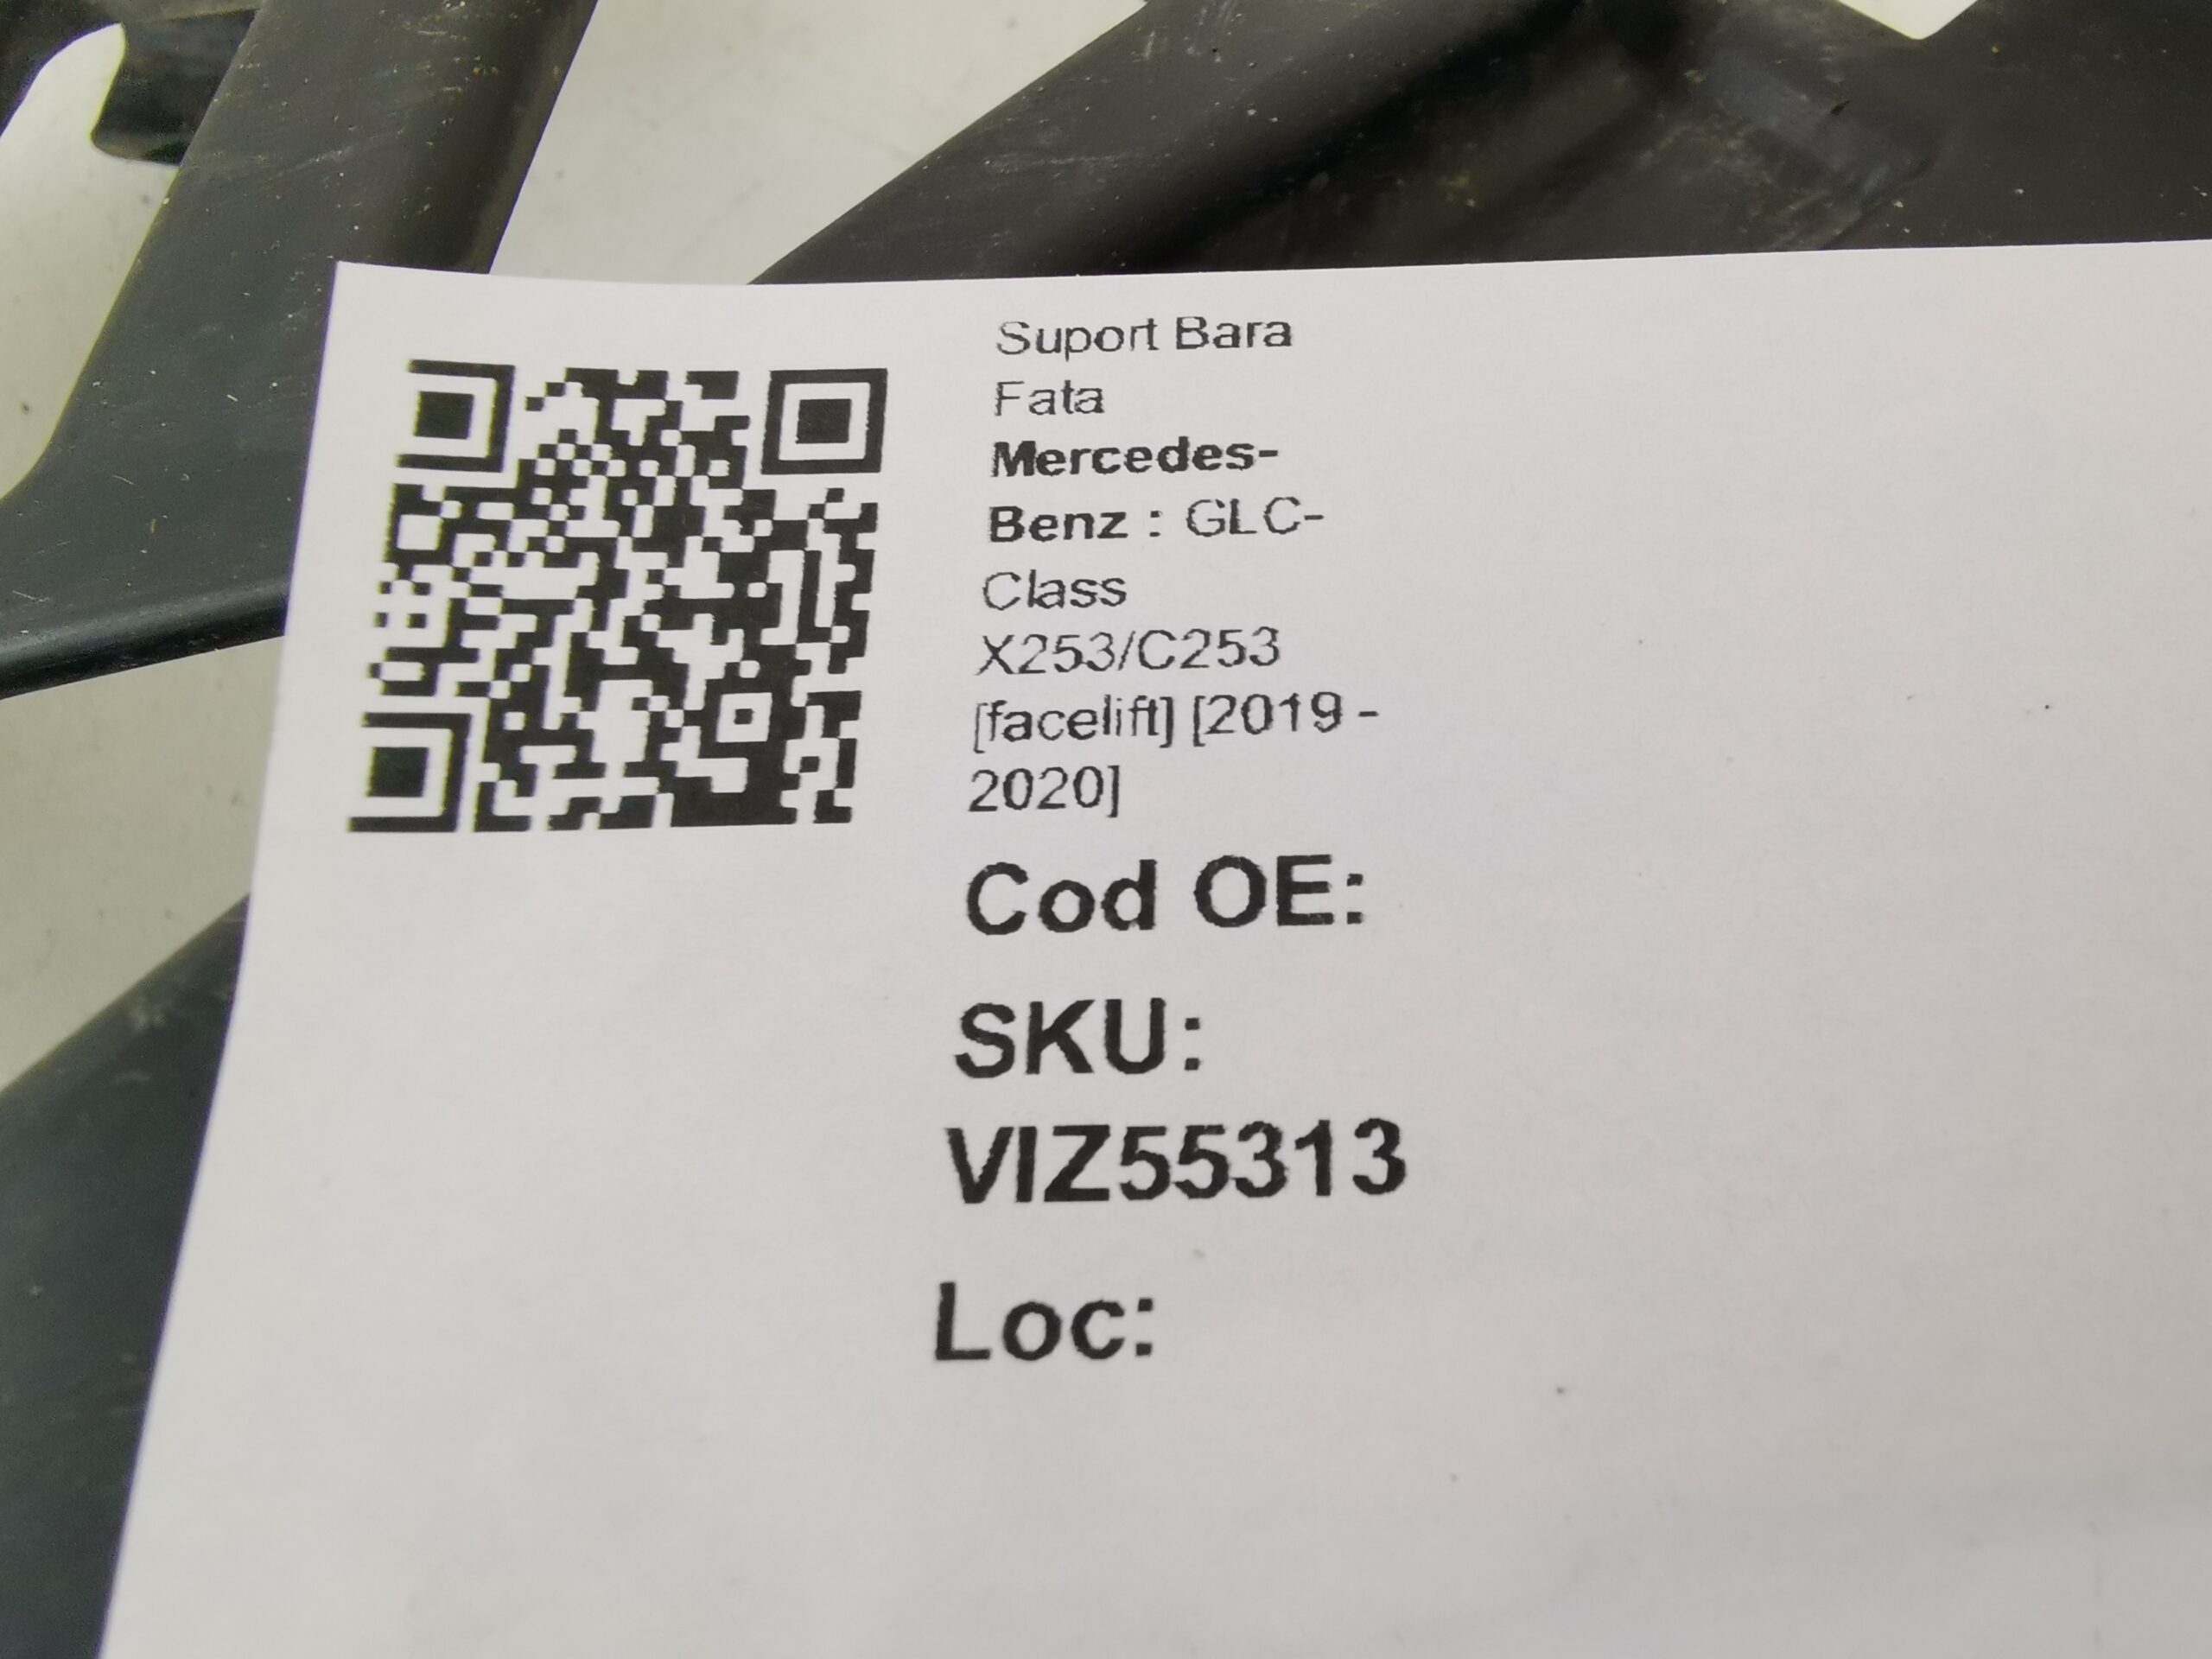 Suport Bara
Fata
Mercedes-
Benz : GLC-
Class
X253/C253
[facelift] [2019 -
2020]
Cod OE:
SKU:
VIZ55313
Loc: